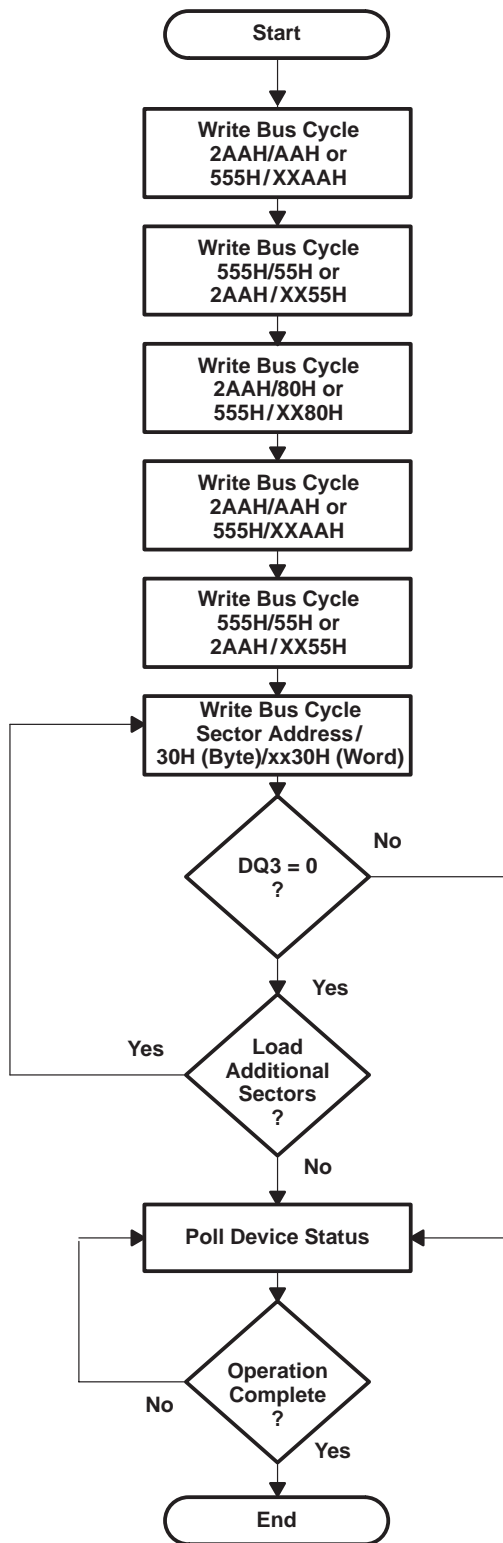 Start
Write Bus Cycle
2AAH/AAH or
555H/XXAAH
Write Bus Cycle
555H/55H or
2AAH/XX55H
Write Bus Cycle
2AAH/80H or
555H/XX80H
Write Bus Cycle
2AAH/AAH or
555H/XXAAH
Write Bus Cycle
555H/55H or
2AAH/XX55H
Write Bus Cycle
Sector Address/
30H (Byte)/xx30H (Word)
No
DQ3 = 0
?
Yes
Yes
Load
Additional
Sectors
?
No
Poll Device Status
Operation
Complete
?
No
Yes
End